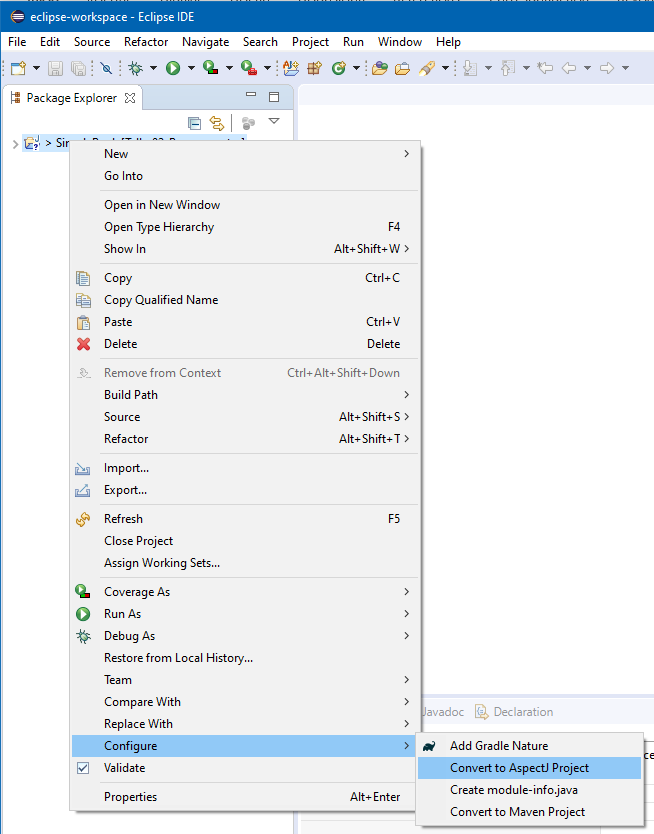 eclipse-workspace - Eclipse IDE
File Edit Source Refactor Navigate Search Project Run Window Help
Package Explorer
>
New
Go Into
Open in New Window
Open Type Hierarchy F4
Show In Alt+Shift+W
Copy Ctrl+C
Copy Qualified Name
Paste Ctrl+V
Delete Delete
Remove from Context Ctrl+Alt+Shift+Down
Build Path
Source Alt+Shift+S
Refactor Alt+Shift+T
Import...
Export...
Refresh F5
Close Project
Assign Working Sets...
Coverage As
Run As
Debug As
Restore from Local History...
Team
Javadoc Declaration
Compare With
Replace With
Configure
Add Gradle Nature
Validate
Convert to AspectJ Project
Create module-info.java
Properties Alt+Enter
Convert to Maven Project